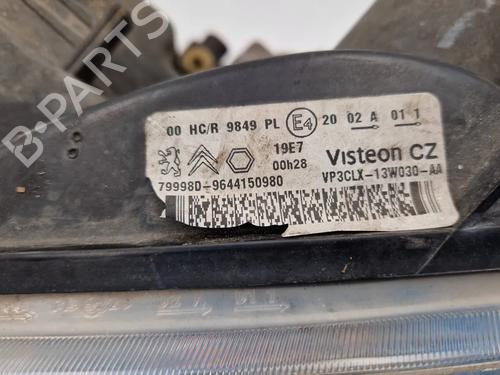 00 HC/R 9849 PL E4 20 02 A 01 1
19E7
00h28
Visteon CZ
79998D-9644150980
VP3CLX-13W030-AA
B-PARTS